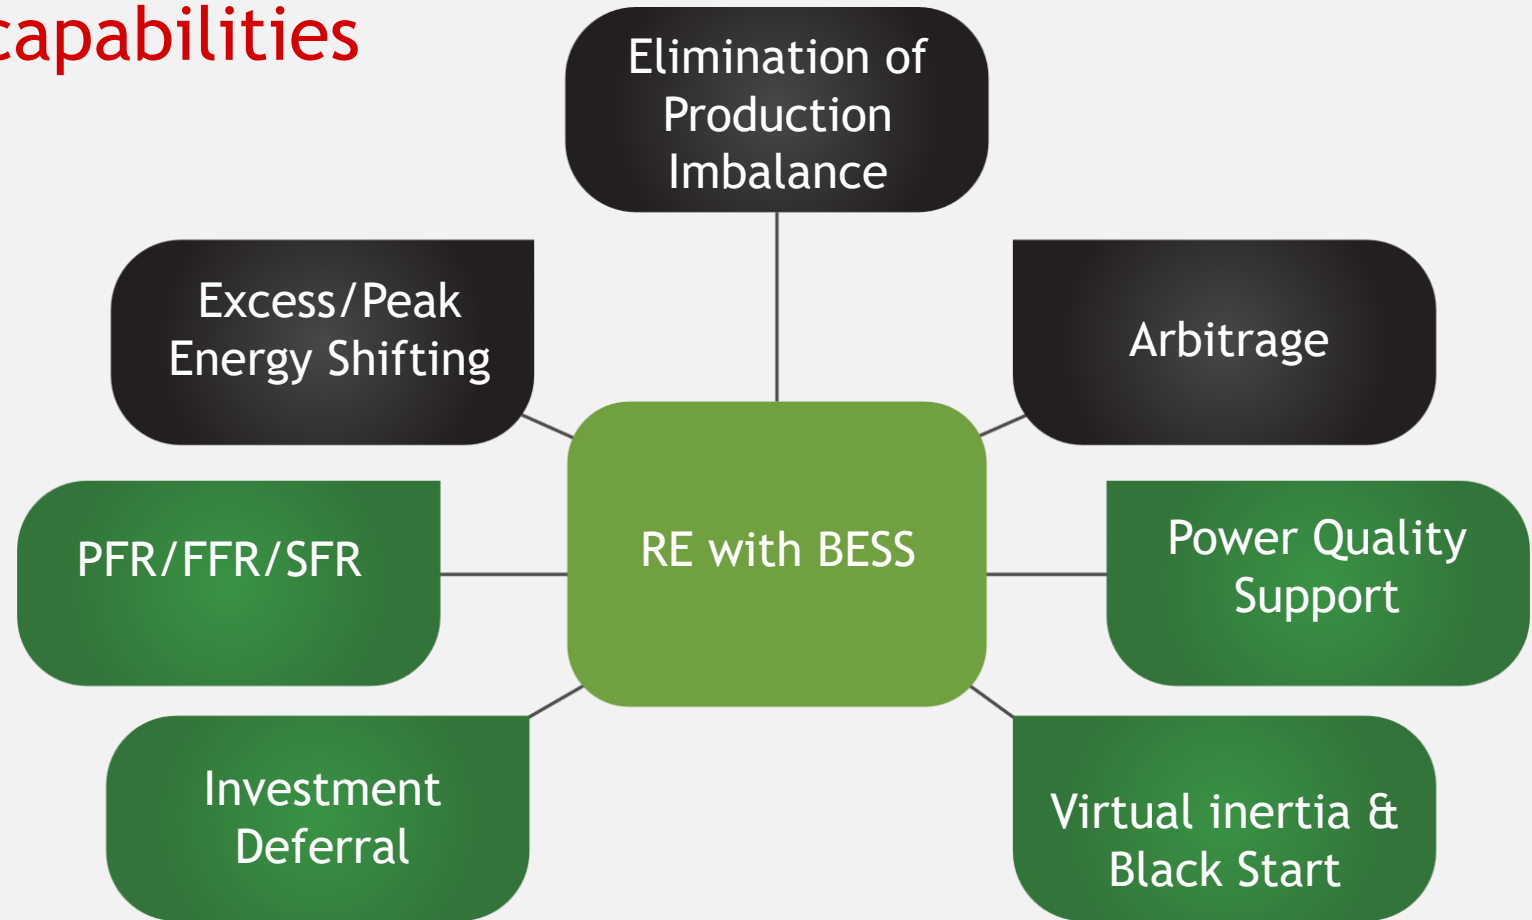 capabilities
Elimination of
Production
Imbalance
Excess/Peak
Energy Shifting
Arbitrage
PFR/FFR/SFR
RE with BESS
Power Quality
Support
Investment
Deferral
Virtual inertia &
Black Start